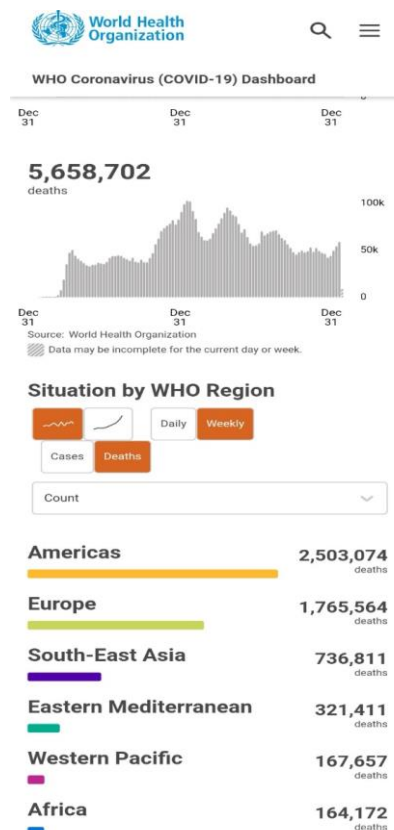 World Health
Organization
WHO Coronavirus (COVID-19) Dashboard
Dec
31
Dec
31
Dec
31
5,658,702
deaths
100k
50k
0
Dec
31
Dec
31
Dec
31
Source: World Health Organization
Data may be incomplete for the current day or week.
Situation by WHO Region
Daily Weekly
Cases Deaths
Count
Americas 2,503,074
deaths
Europe 1,765,564
deaths
South-East Asia 736,811
deaths
Eastern Mediterranean 321,411
deaths
Western Pacific 167,657
deaths
Africa 164,172
deaths